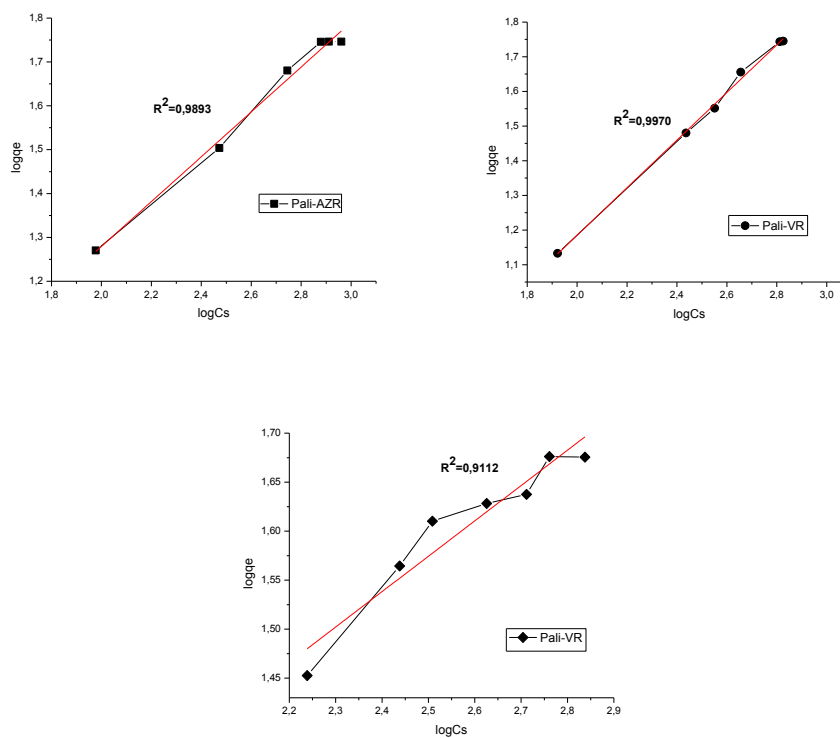 1,8
1,7
1,6
1,5
1,4
1,3
1,2
logqe
R2=0,9893
Pali-AZR
2,0 2,2 2,4 2,6 2,8 3,0
logCs
1,8
1,7
1,6
1,5
1,4
1,3
1,2
1,1
logqe
R2=0,9970
Pali-VR
1,8 2,0 2,2 2,4 2,6 2,8 3,0
logCs
1,70
1,65
1,60
1,55
1,50
1,45
logqe
R2=0,9112
Pali-VR
2,2 2,3 2,4 2,5 2,6 2,7 2,8 2,9
logCs